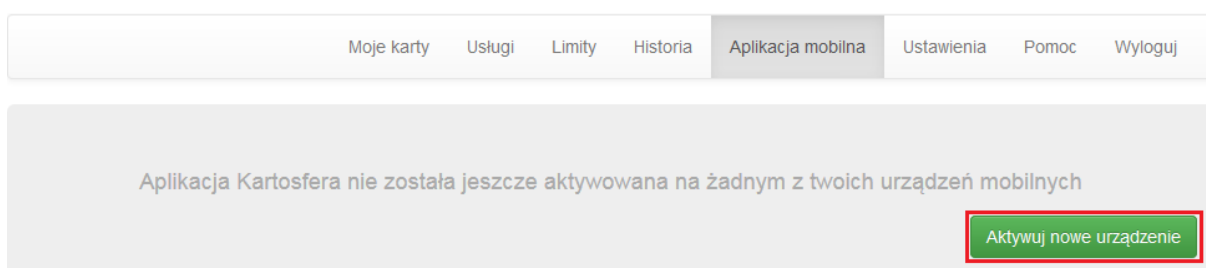 Moje karty Usługi Limity Historia Aplikacja mobilna Ustawienia Pomoc Wyloguj
Aplikacja Kartosfera nie została jeszcze aktywowana na żadnym z twoich urządzeń mobilnych
Aktywuj nowe urządzenie